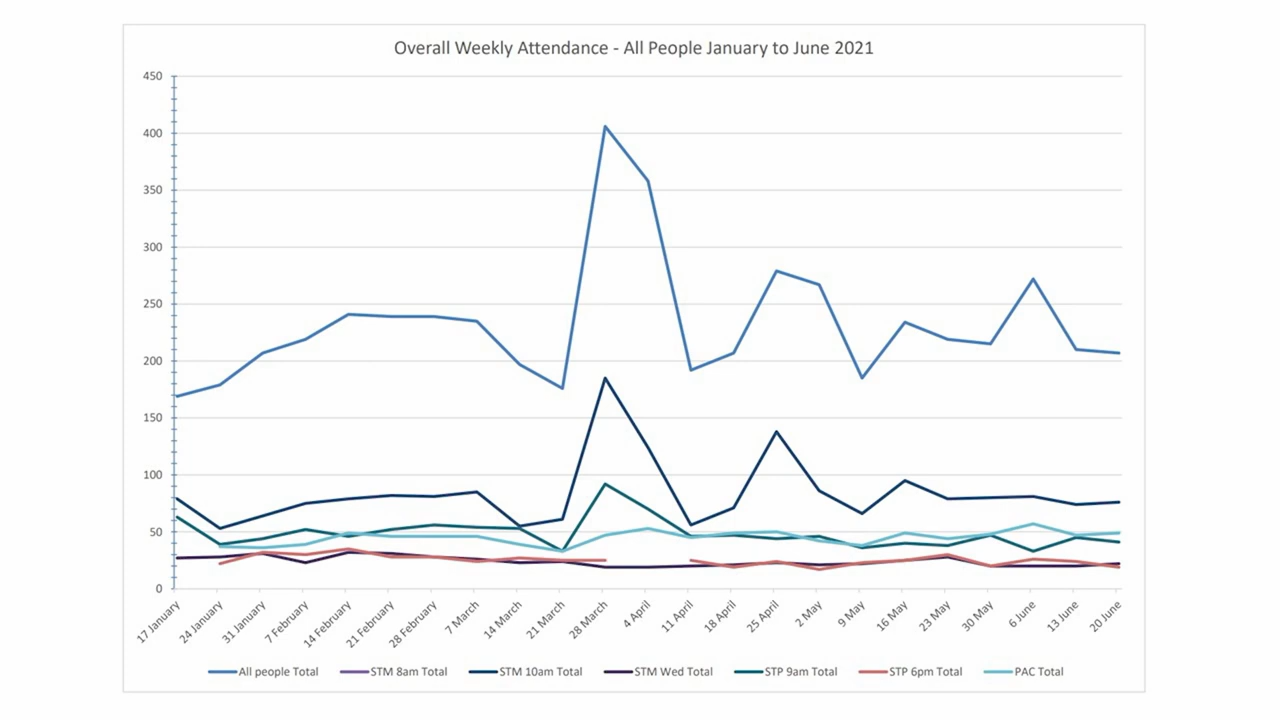 Overall Weekly Attendance - All People January to June 2021
450
400
350
300
250
200
150
100
50
0
17 January
24 January
31 January
7 February
14 February
21 February
28 February
7 March
14 March
21 March
28 March
4 April
11 April
18 April
25 April
2 May
9 May
16 May
23 May
30 May
6 June
13 June
20 June
All people Total STM 8am Total STM 10am Total STM Wed Total STP 9am Total STP 6pm Total PAC Total